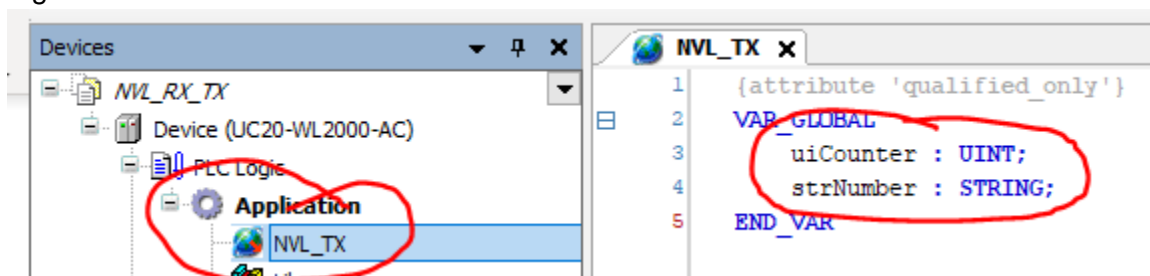 Devices
NVL_RX_TX
Device (UC20-WL2000-AC)
PLC Logic
Application
NVL_TX
NVL_TX
1 {attribute 'qualified_only'}
2 VAR_GLOBAL
3 uiCounter : UINT;
4 strNumber : STRING;
5 END_VAR